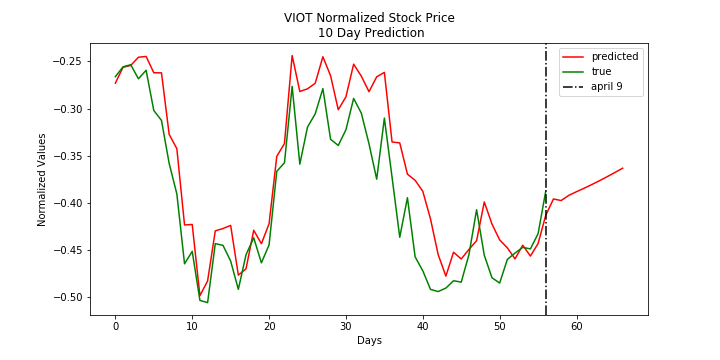 VIOT Normalized Stock Price
10 Day Prediction
predicted
true
april 9
Normalized Values
−0.25
−0.30
−0.35
−0.40
−0.45
−0.50
0
10
20
30
40
50
60
Days